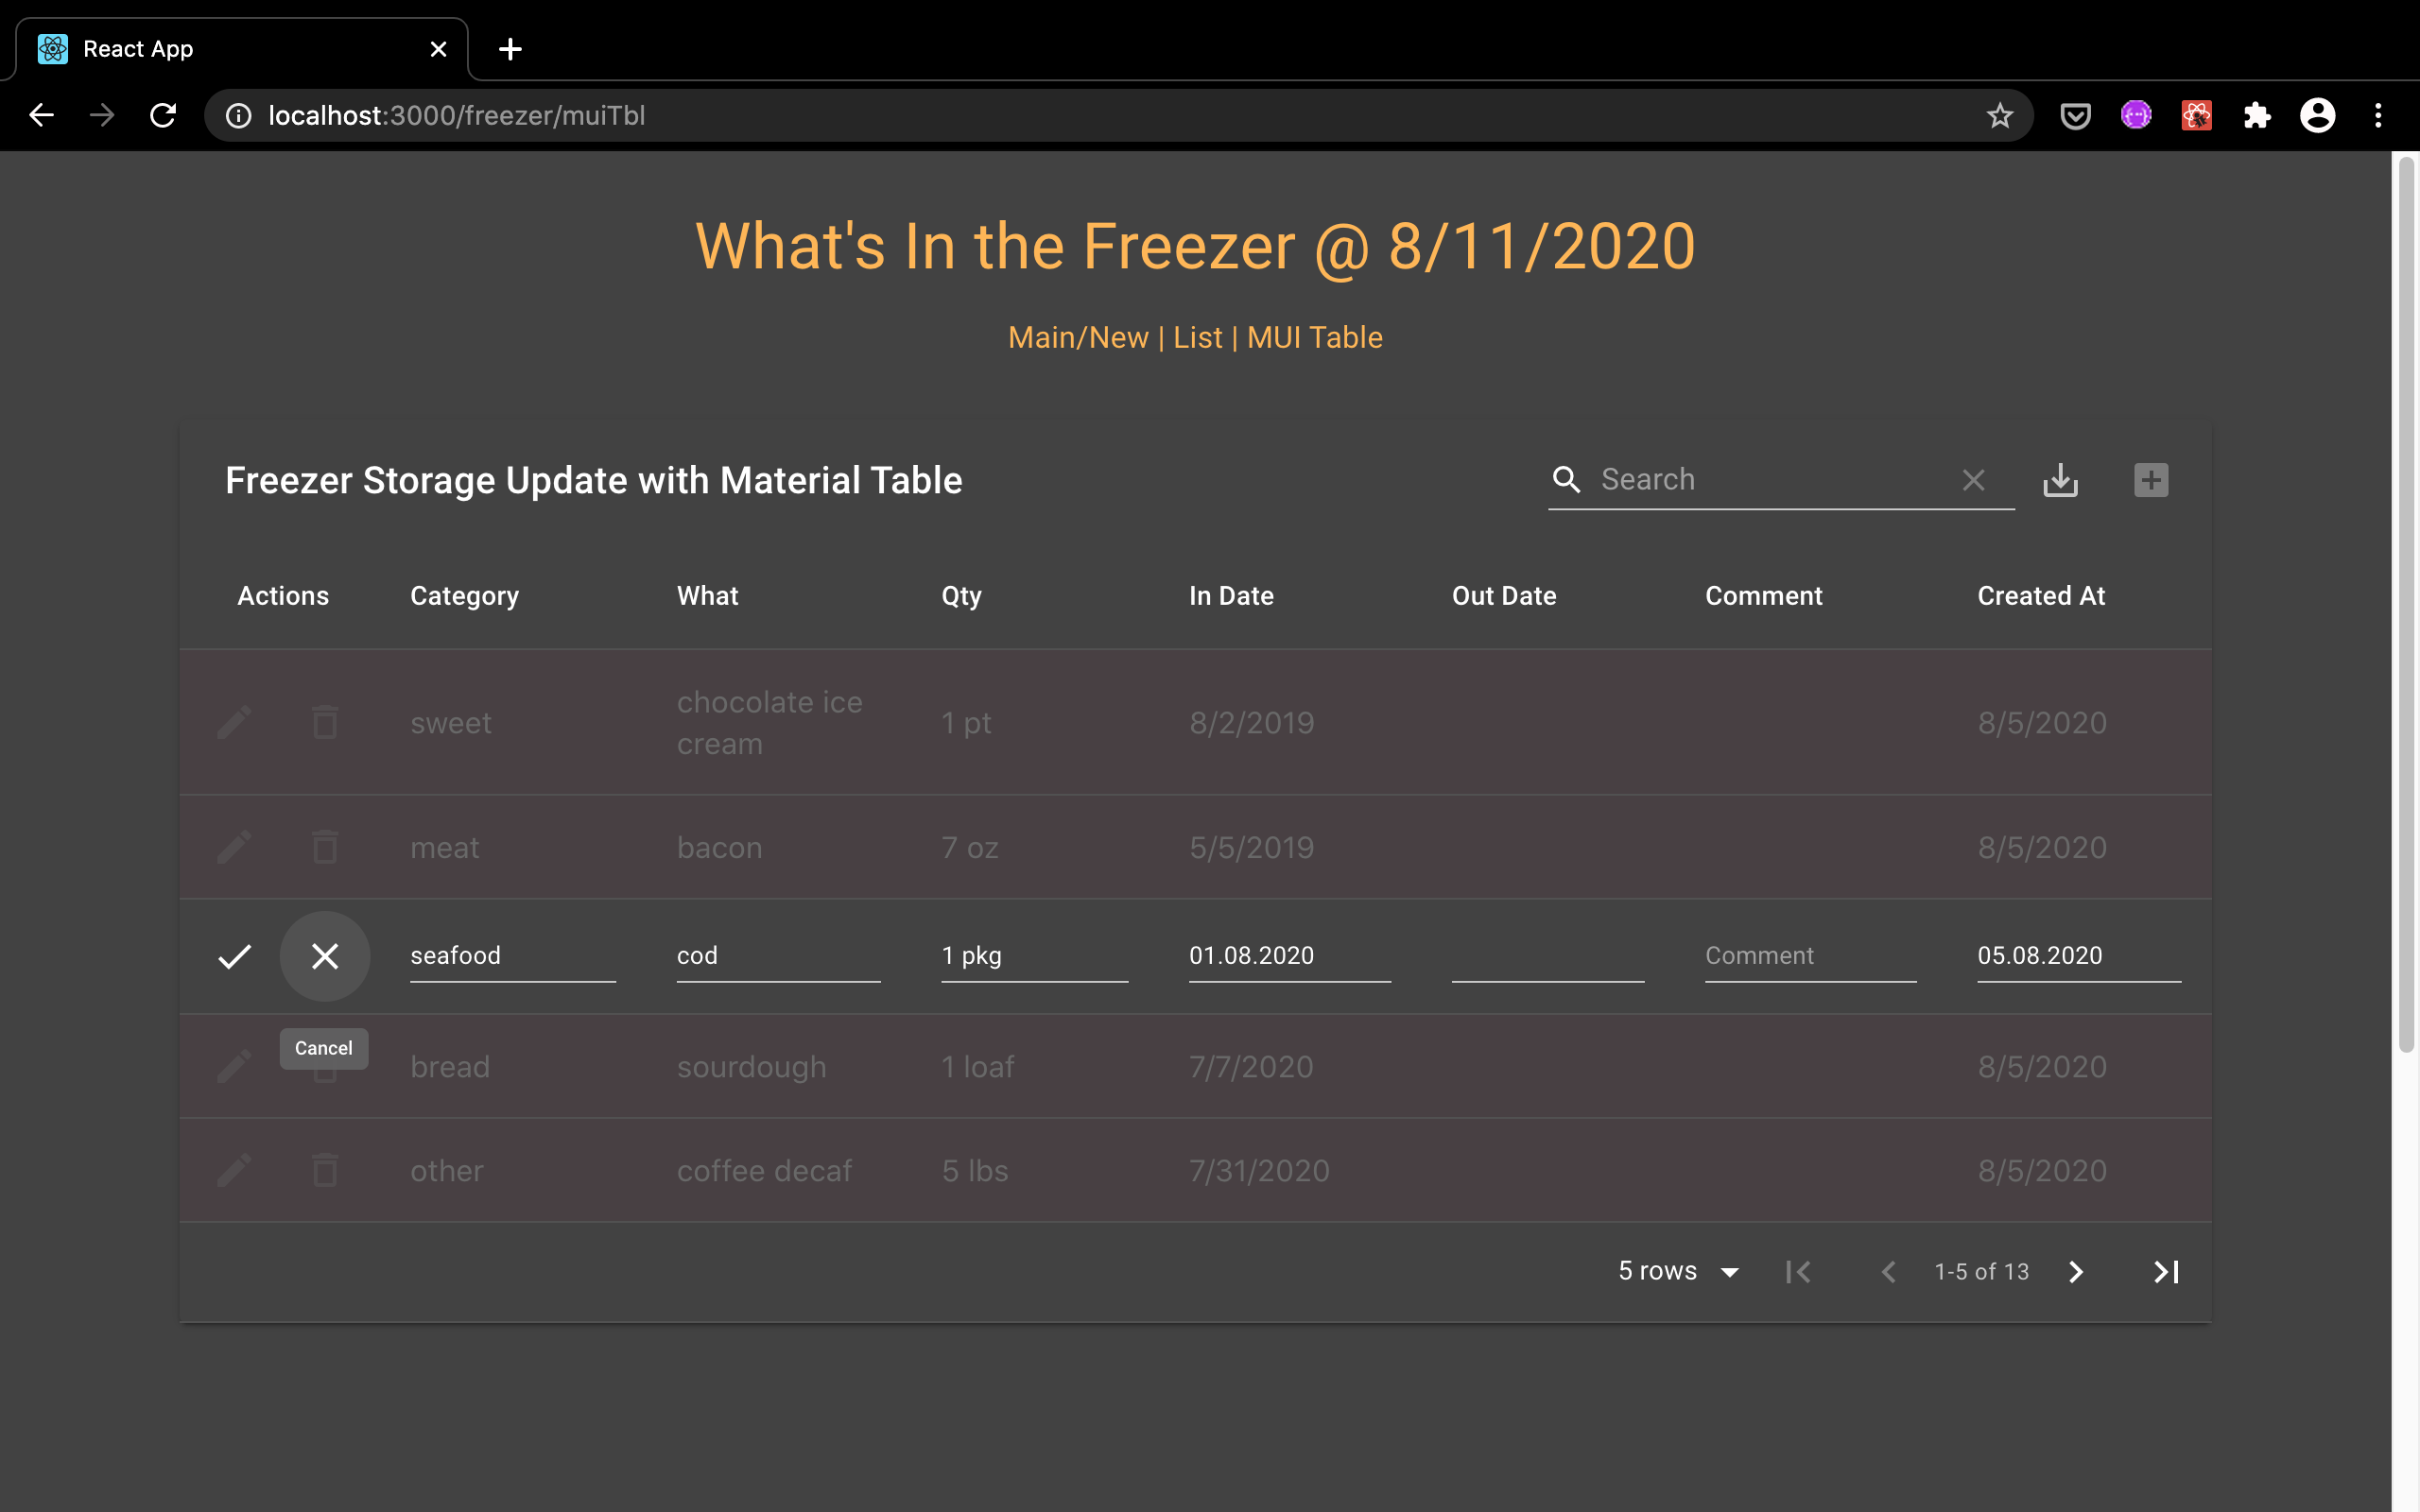 React App
localhost:3000/freezer/muiTbl
What's In the Freezer @ 8/11/2020
Main/New | List | MUI Table
Freezer Storage Update with Material Table
Search
Actions Category What Qty In Date Out Date Comment Created At
sweet chocolate ice cream 1 pt 8/2/2019 8/5/2020
meat bacon 7 oz 5/5/2019 8/5/2020
seafood cod 1 pkg 01.08.2020 Comment 05.08.2020
Cancel
bread sourdough 1 loaf 7/7/2020 8/5/2020
other coffee decaf 5 lbs 7/31/2020 8/5/2020
5 rows 1-5 of 13